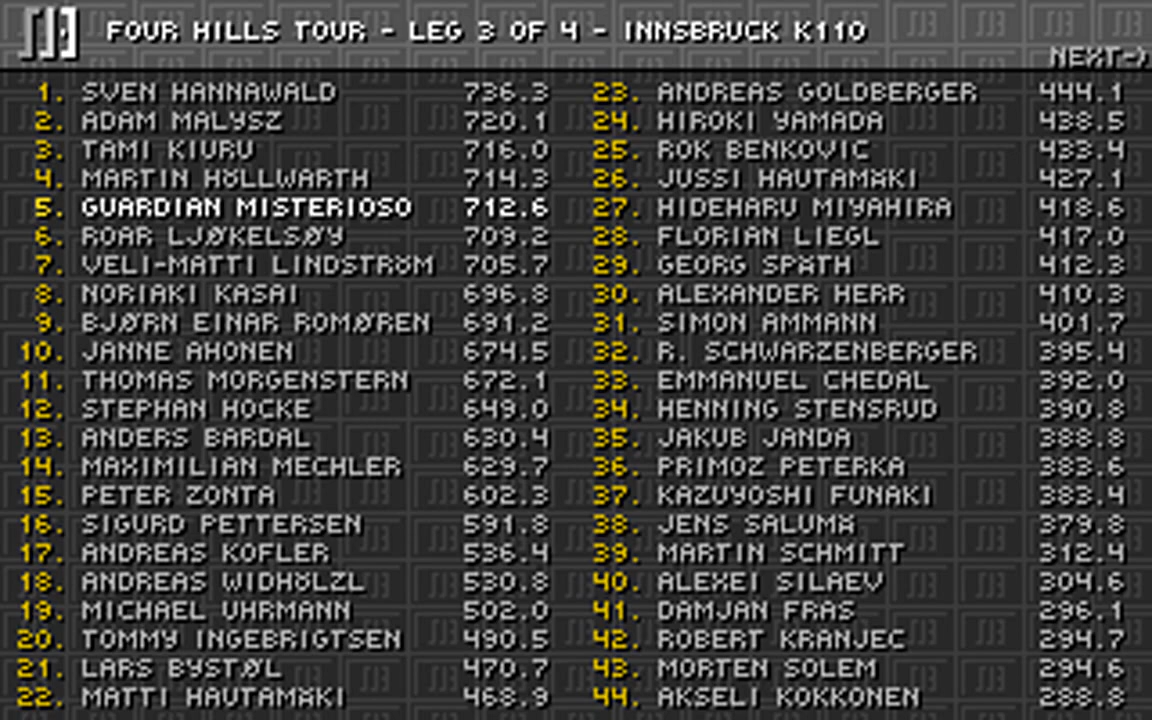 FOUR HILLS TOUR - LEG 3 OF 4 - INNSBRUCK K110
NEXT->
1. SVEN HANNAWALD 736.3
2. ADAM MALYSZ 720.1
3. TAMI KIURU 716.0
4. MARTIN HÖLLWARTH 714.3
5. GUARDIAN MISTERIOSO 712.6
6. ROAR LJØKELSØY 709.2
7. VELI-MATTI LINDSTRÖM 705.7
8. NORIAKI KASAI 696.8
9. BJØRN EINAR ROMØREN 691.2
10. JANNE AHONEN 674.5
11. THOMAS MORGENSTERN 672.1
12. STEPHAN HOCKE 649.0
13. ANDERS BARDAL 630.4
14. MAXIMILIAN MECHLER 629.7
15. PETER ZONTA 602.3
16. SIGURD PETTERSEN 591.8
17. ANDREAS KOFLER 536.4
18. ANDREAS WIDHÖLZL 530.8
19. MICHAEL UHRMANN 502.0
20. TOMMY INGEBRIGTSEN 490.5
21. LARS BYSTØL 470.7
22. MATTI HAUTAMÄKI 468.9
23. ANDREAS GOLDBERGER 444.1
24. HIROKI YAMADA 438.5
25. ROK BENKOVIC 433.4
26. JUSSI HAUTAMÄKI 427.1
27. HIDEHARU MIYAHIRA 418.6
28. FLORIAN LIEGL 417.0
29. GEORG SPÄTH 412.3
30. ALEXANDER HERR 410.3
31. SIMON AMMANN 401.7
32. R. SCHWARZENBERGER 395.4
33. EMMANUEL CHEDAL 392.0
34. HENNING STENSRUD 390.8
35. JAKUB JANDA 388.8
36. PRIMOZ PETERKA 383.6
37. KAZUYOSHI FUNAKI 383.4
38. JENS SALUMÄ 379.8
39. MARTIN SCHMITT 312.4
40. ALEXEI SILAEV 304.6
41. DAMJAN FRAS 296.1
42. ROBERT KRANJEC 294.7
43. MORTEN SOLEM 294.6
44. AKSELI KOKKONEN 288.8